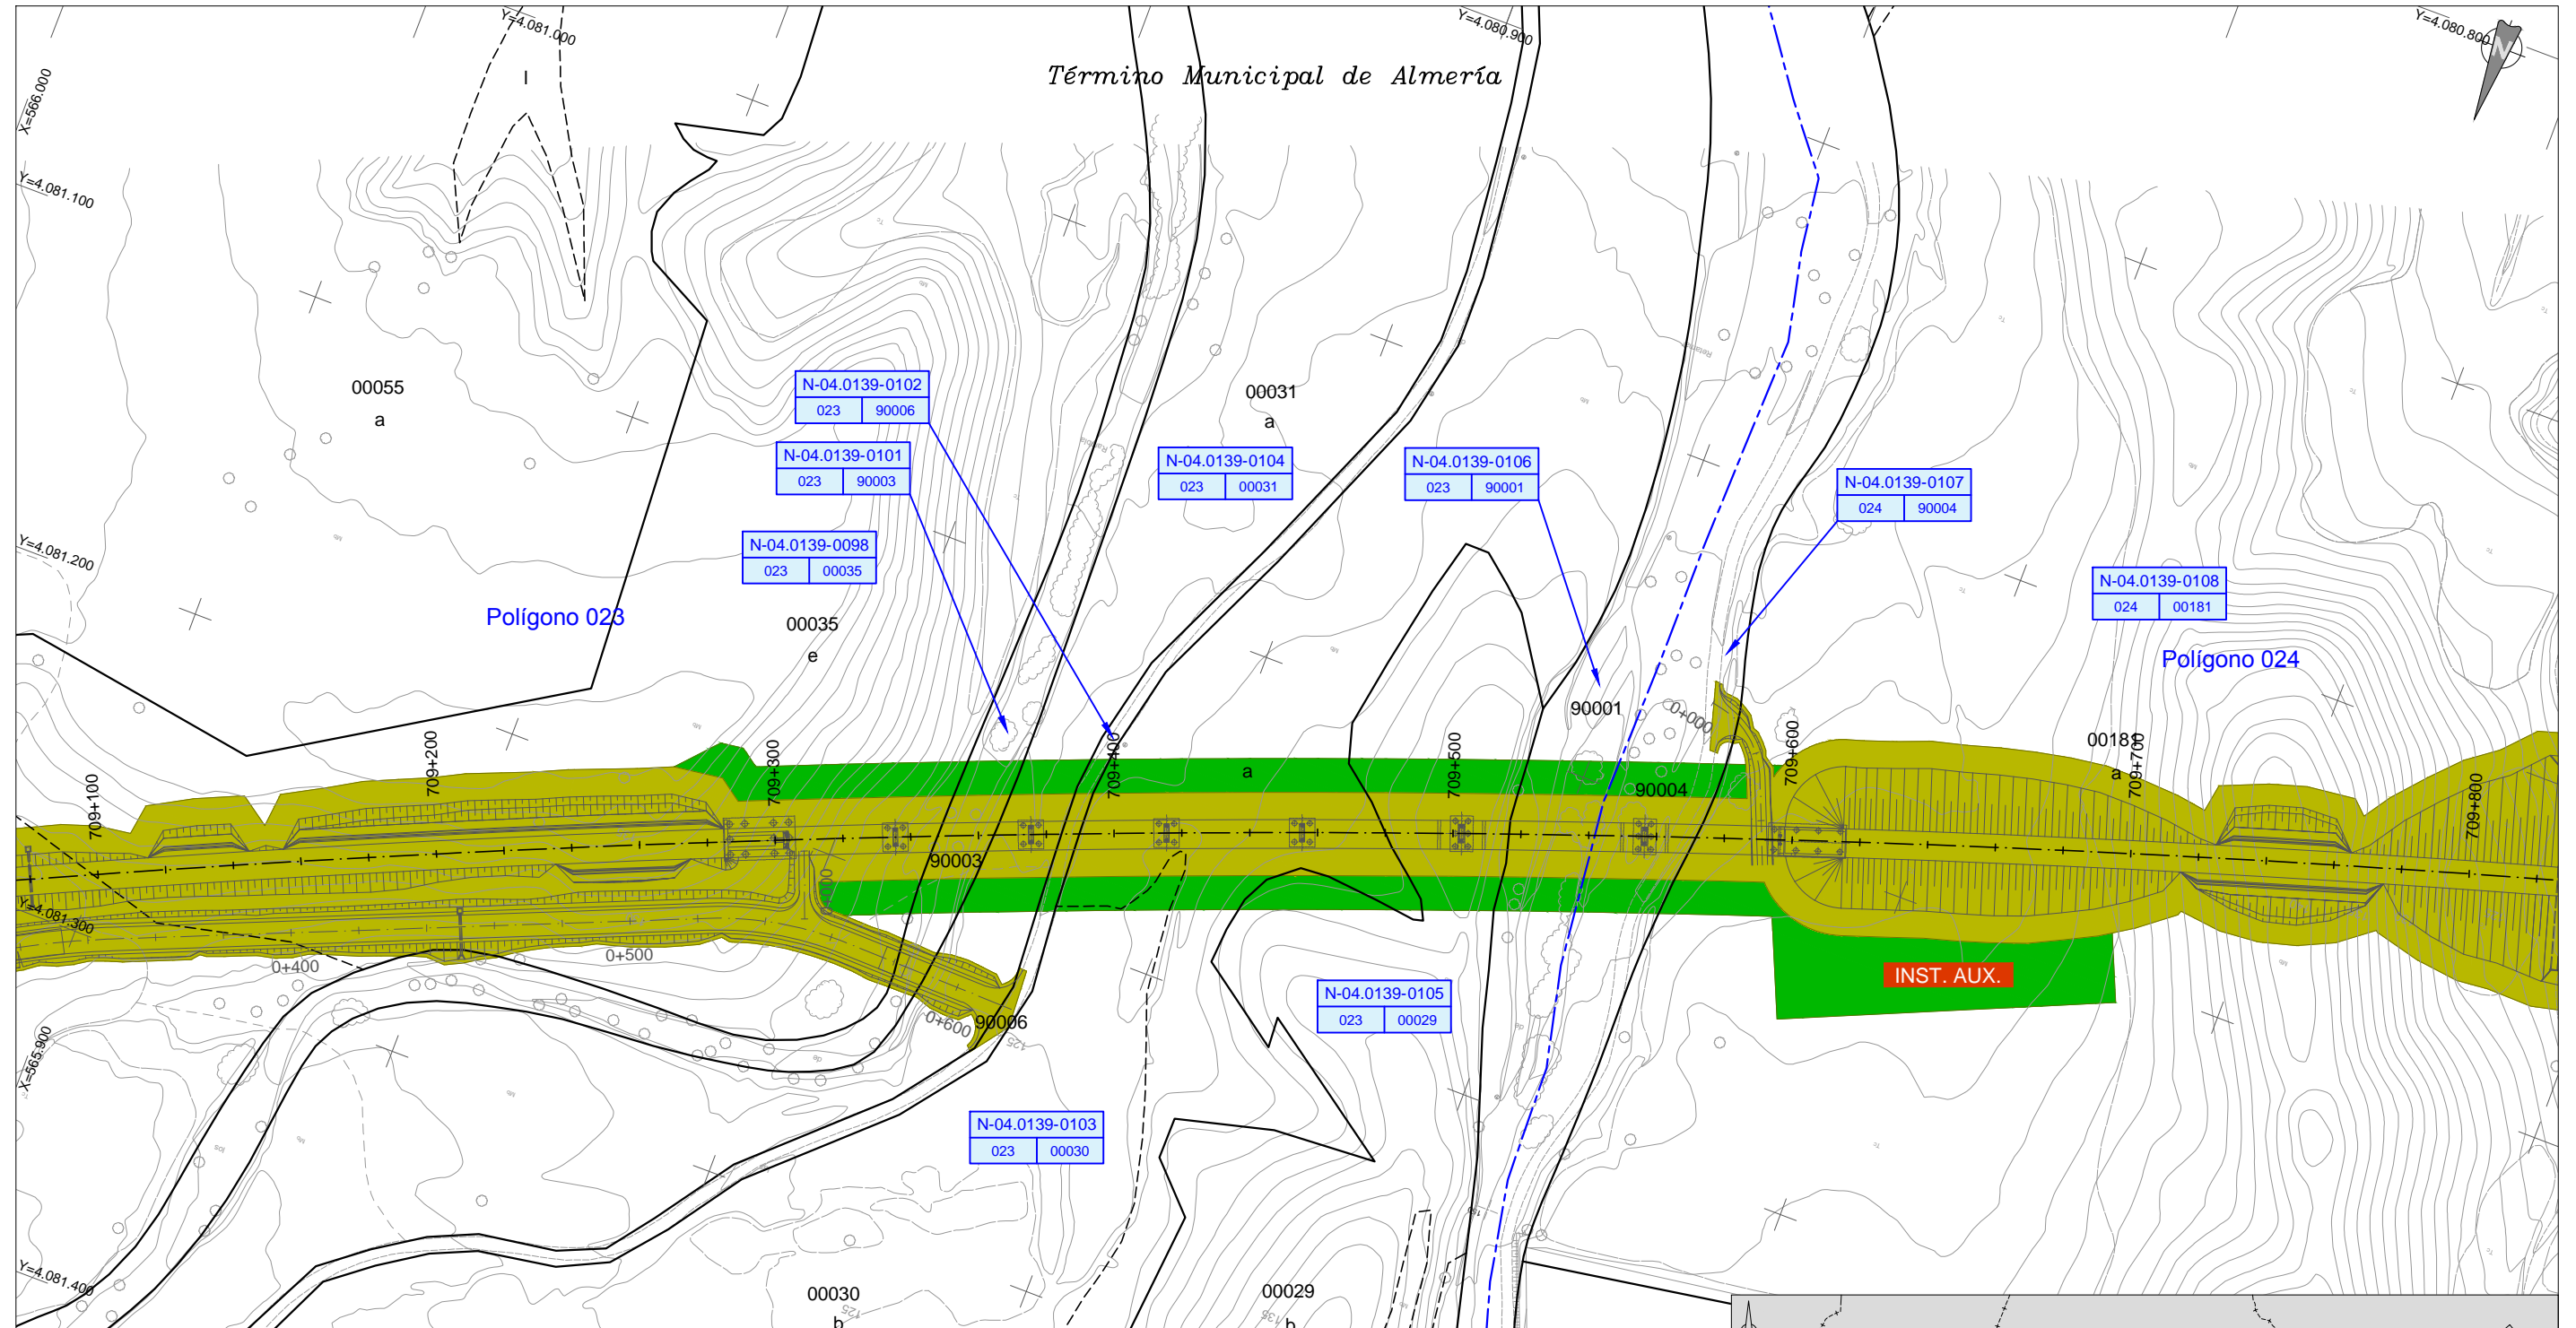 Y=4.081.000
Y=4.080.900
Y=4.080.800
N
X=566.000
I
Término Municipal de Almería
Y=4.081.100
00055
a
N-04.0139-0102
023 90006
00031
a
N-04.0139-0101
023 90003
N-04.0139-0104
023 00031
N-04.0139-0106
023 90001
N-04.0139-0107
024 90004
Y=4.081.200
N-04.0139-0098
023 00035
N-04.0139-0108
024 00181
Polígono 023
00035
e
Polígono 024
90001
0+000
00181
a
a
709+100
709+200
709+300
709+400
709+500
709+600
709+700
709+800
90004
90003
0+000
Y=4.081.300
0+400
0+500
INST. AUX.
N-04.0139-0105
023 00029
0+600
90006
125
X=565.900
N-04.0139-0103
023 00030
Y=4.081.400
00030
b
125
00029
b
135